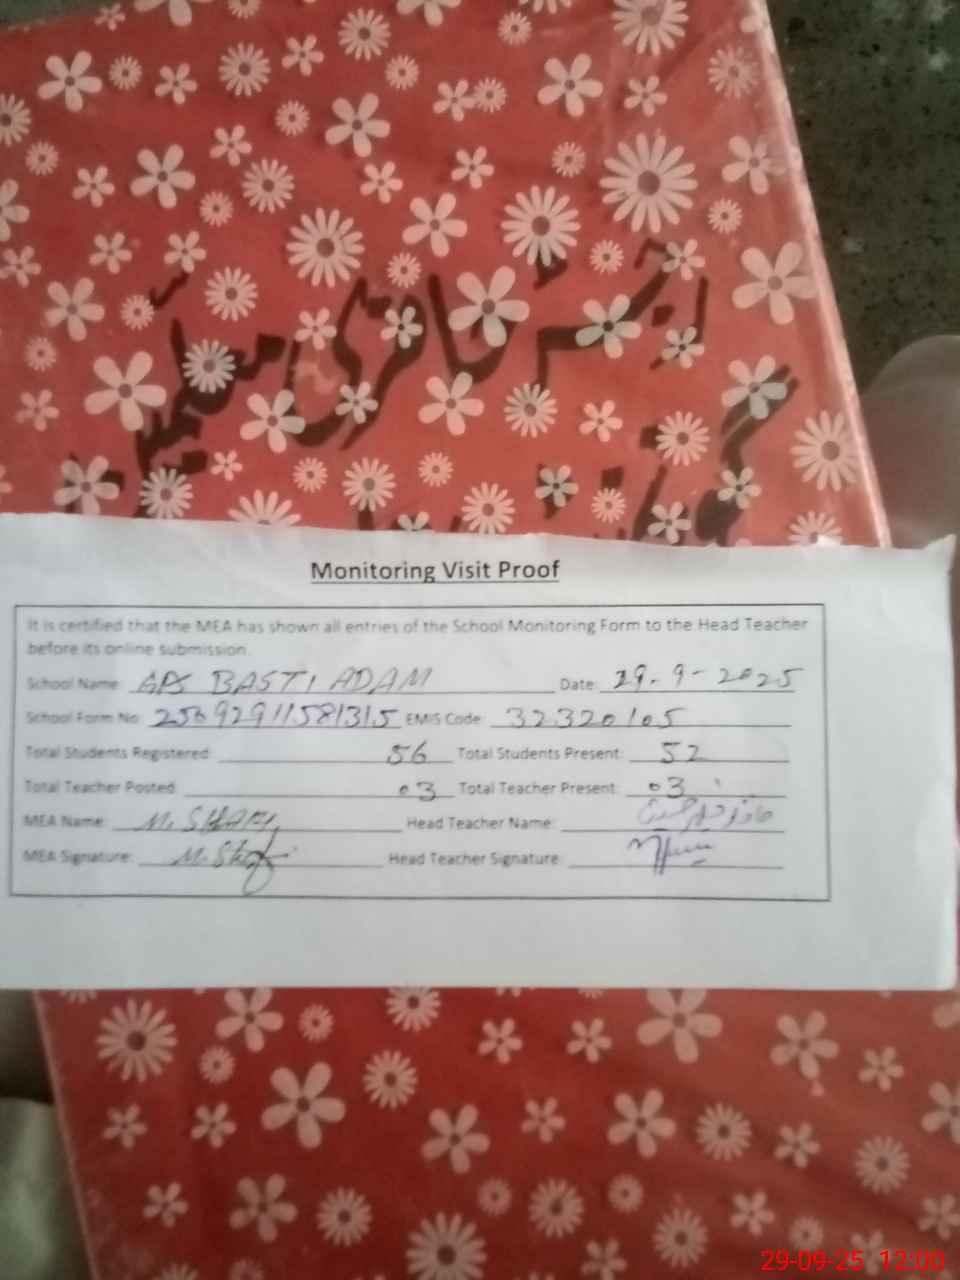 Monitoring Visit Proof
It is certified that the MEA has shown all entries of the School Monitoring Form to the Head Teacher
before its online submission.
School Name: GPS BASTI ADAM Date: 29-9-2025
School Form No: 25692911581315 EMIS Code: 32320105
Total Students Registered: 56 Total Students Present: 52
Total Teacher Posted: 03 Total Teacher Present: 03
MEA Name: M. SHAFI Head Teacher Name:
MEA Signature: M. Shafi Head Teacher Signature:
29-09-25 12:00